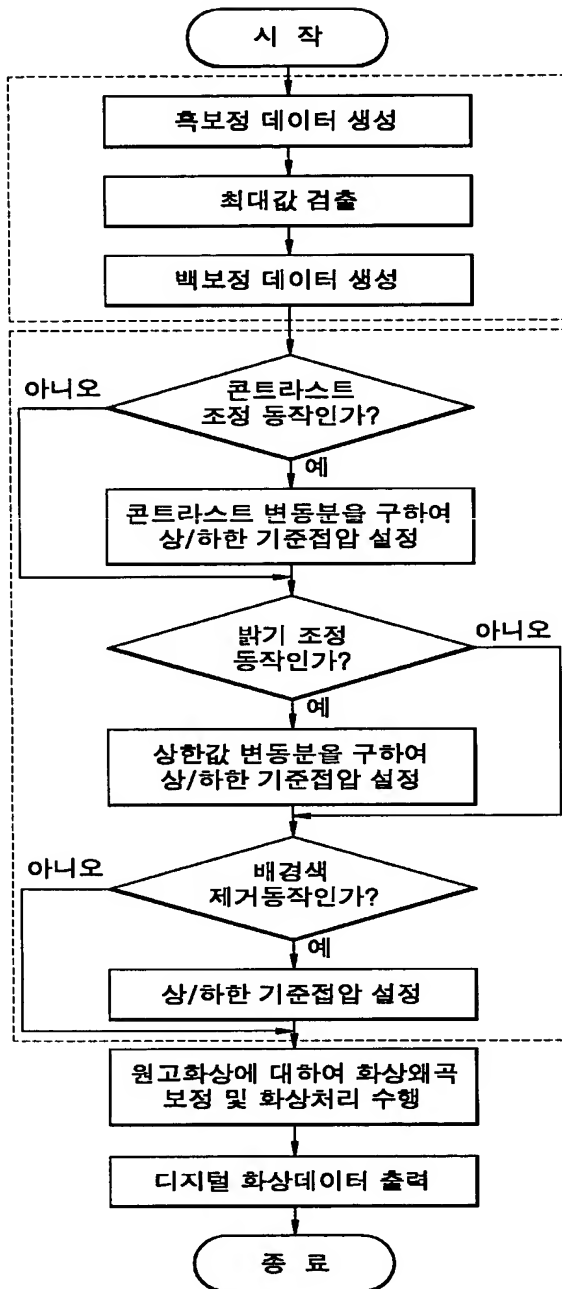 시 작
흑보정 데이터 생성
최대값 검출
백보정 데이터 생성
콘트라스트
조정 동작인가?
아니오
예
콘트라스트 변동분을 구하여
상/하한 기준접압 설정
밝기 조정
동작인가?
아니오
예
상한값 변동분을 구하여
상/하한 기준접압 설정
배경색
제거동작인가?
아니오
예
상/하한 기준접압 설정
원고화상에 대하여 화상왜곡
보정 및 화상처리 수행
디지털 화상데이터 출력
종 료